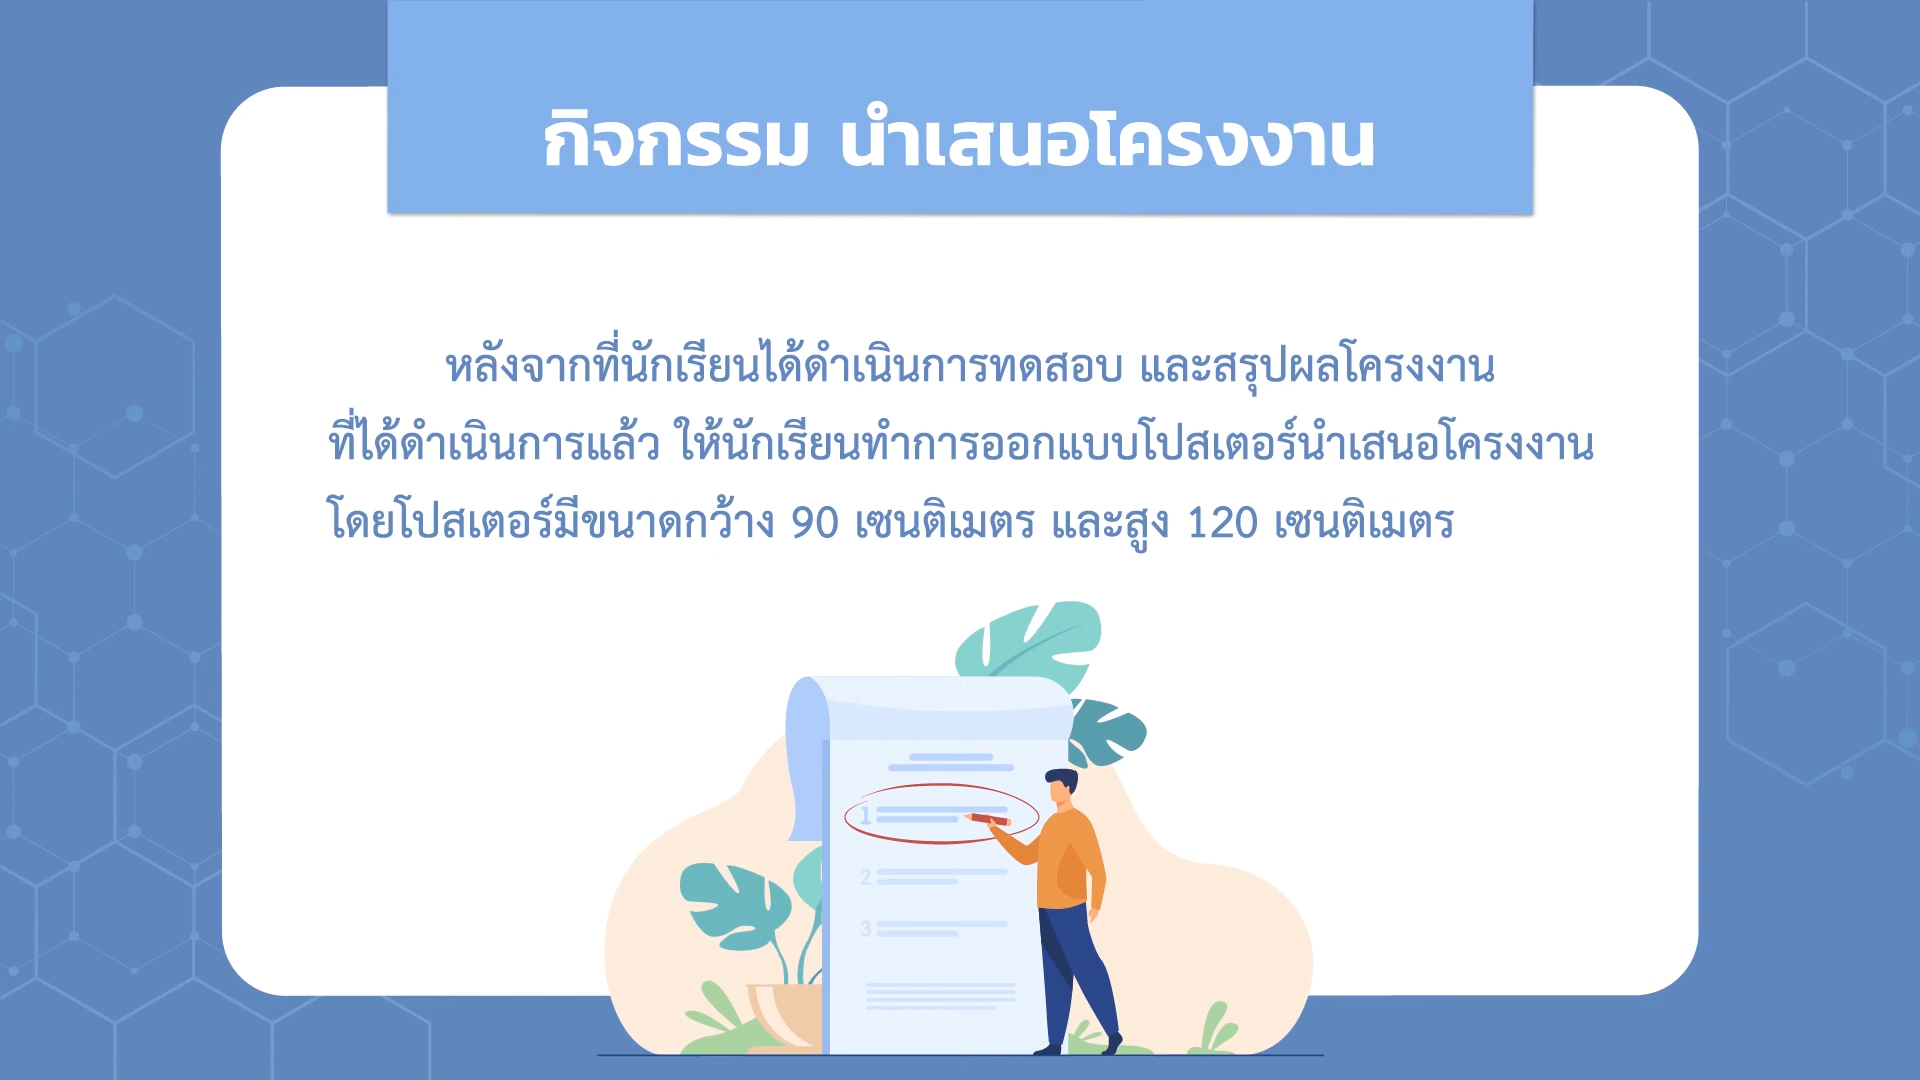 กิจกรรม นำเสนอโครงงาน
หลังจากที่นักเรียนได้ดำเนินการทดสอบ และสรุปผลโครงงาน
ที่ได้ดำเนินการแล้ว ให้นักเรียนทำการออกแบบโปสเตอร์นำเสนอโครงงาน
โดยโปสเตอร์มีขนาดกว้าง 90 เซนติเมตร และสูง 120 เซนติเมตร
1
2
3